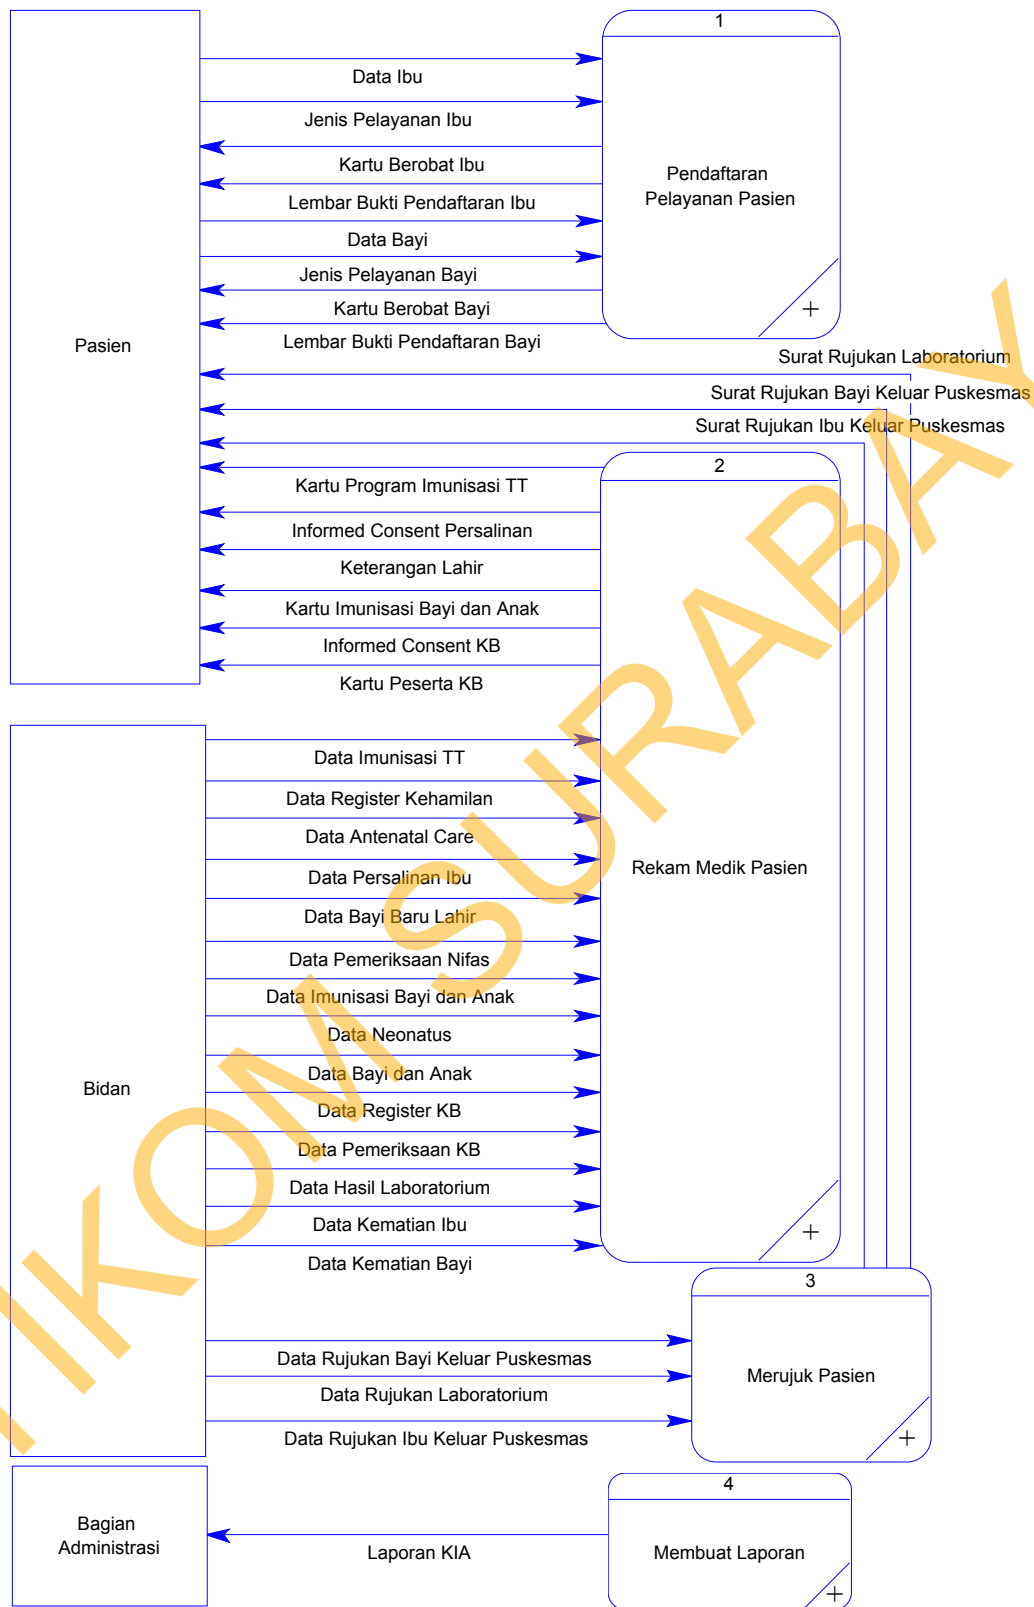 1
Data Ibu
Jenis Pelayanan Ibu
Kartu Berobat Ibu
Pendaftaran
Pelayanan Pasien
Lembar Bukti Pendaftaran Ibu
Data Bayi
Jenis Pelayanan Bayi
Kartu Berobat Bayi
+
Lembar Bukti Pendaftaran Bayi
Pasien
Surat Rujukan Laboratorium
Surat Rujukan Bayi Keluar Puskesmas
Surat Rujukan Ibu Keluar Puskesmas
2
Kartu Program Imunisasi TT
Informed Consent Persalinan
Keterangan Lahir
Kartu Imunisasi Bayi dan Anak
Informed Consent KB
Kartu Peserta KB
Data Imunisasi TT
Data Register Kehamilan
Data Antenatal Care
Rekam Medik Pasien
Data Persalinan Ibu
Data Bayi Baru Lahir
Data Pemeriksaan Nifas
Data Imunisasi Bayi dan Anak
Data Neonatus
Data Bayi dan Anak
Bidan
Data Register KB
Data Pemeriksaan KB
Data Hasil Laboratorium
Data Kematian Ibu
+
Data Kematian Bayi
3
Data Rujukan Bayi Keluar Puskesmas
Merujuk Pasien
Data Rujukan Laboratorium
Data Rujukan Ibu Keluar Puskesmas
+
4
Bagian
Administrasi
Laporan KIA
Membuat Laporan
+
IKOM SURABAY